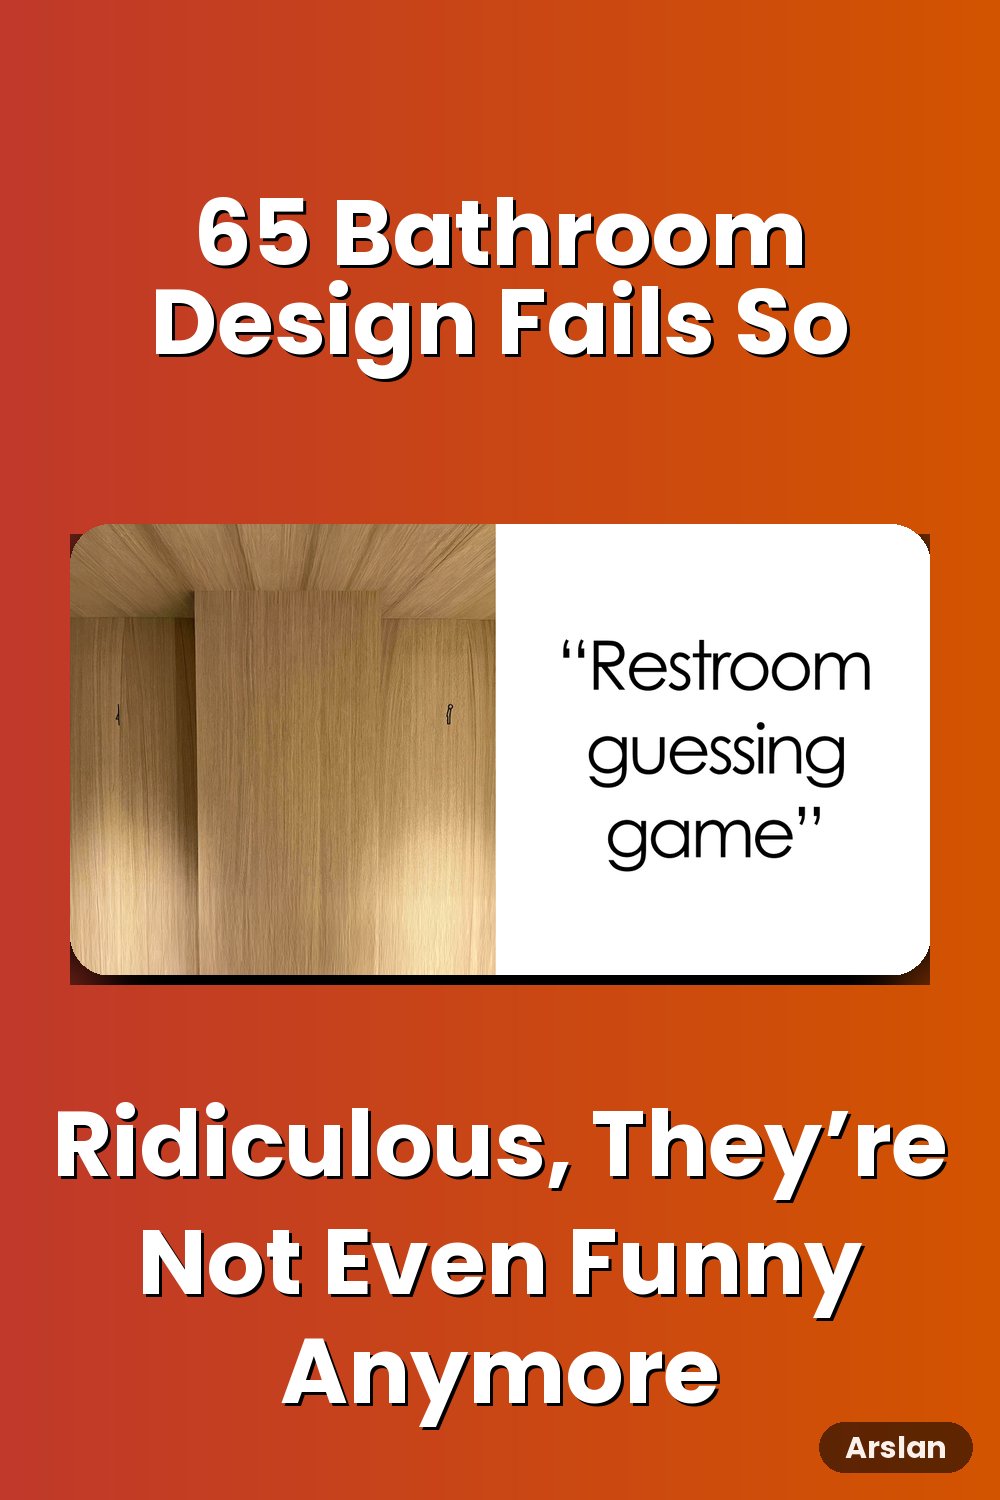 65 Bathroom
Design Fails So
“Restroom
guessing
game”
Ridiculous, They’re
Not Even Funny
Anymore
Arslan